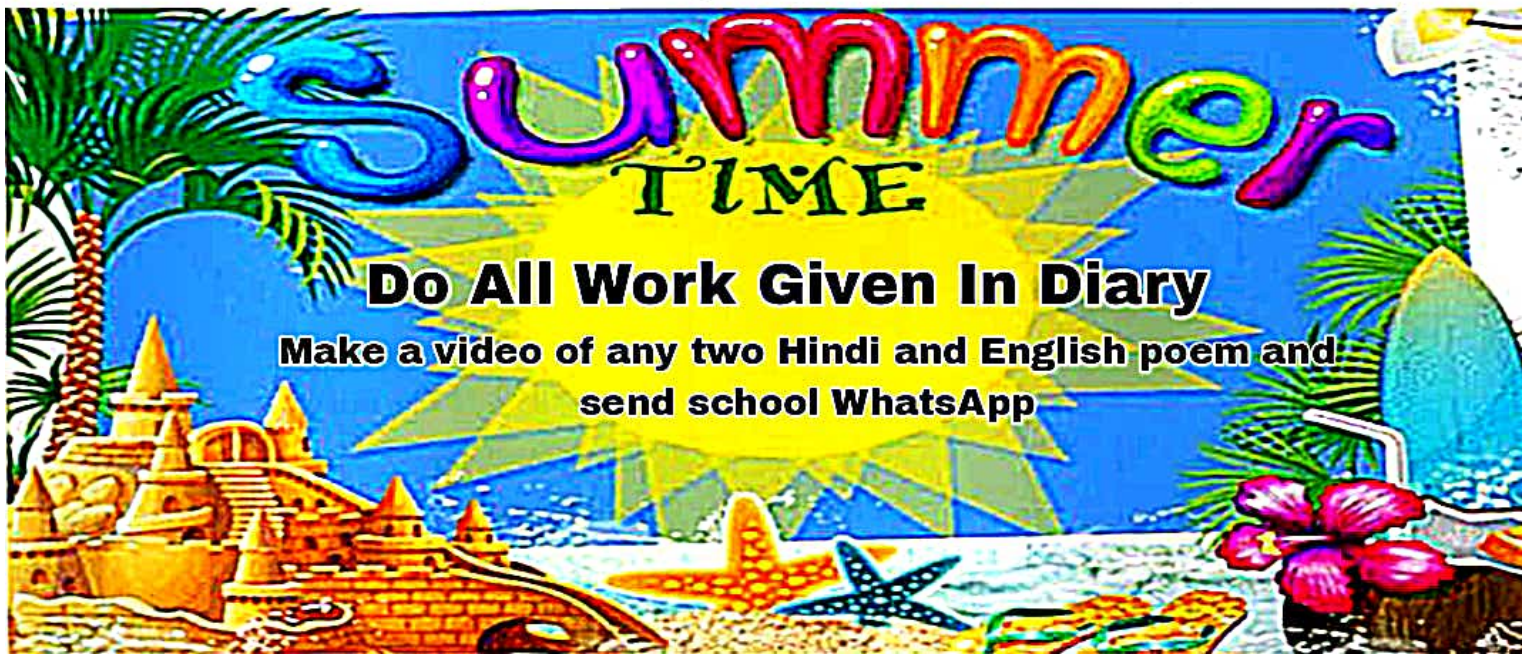 Summer
TIME
Do All Work Given In Diary
Make a video of any two Hindi and English poem and
send school WhatsApp